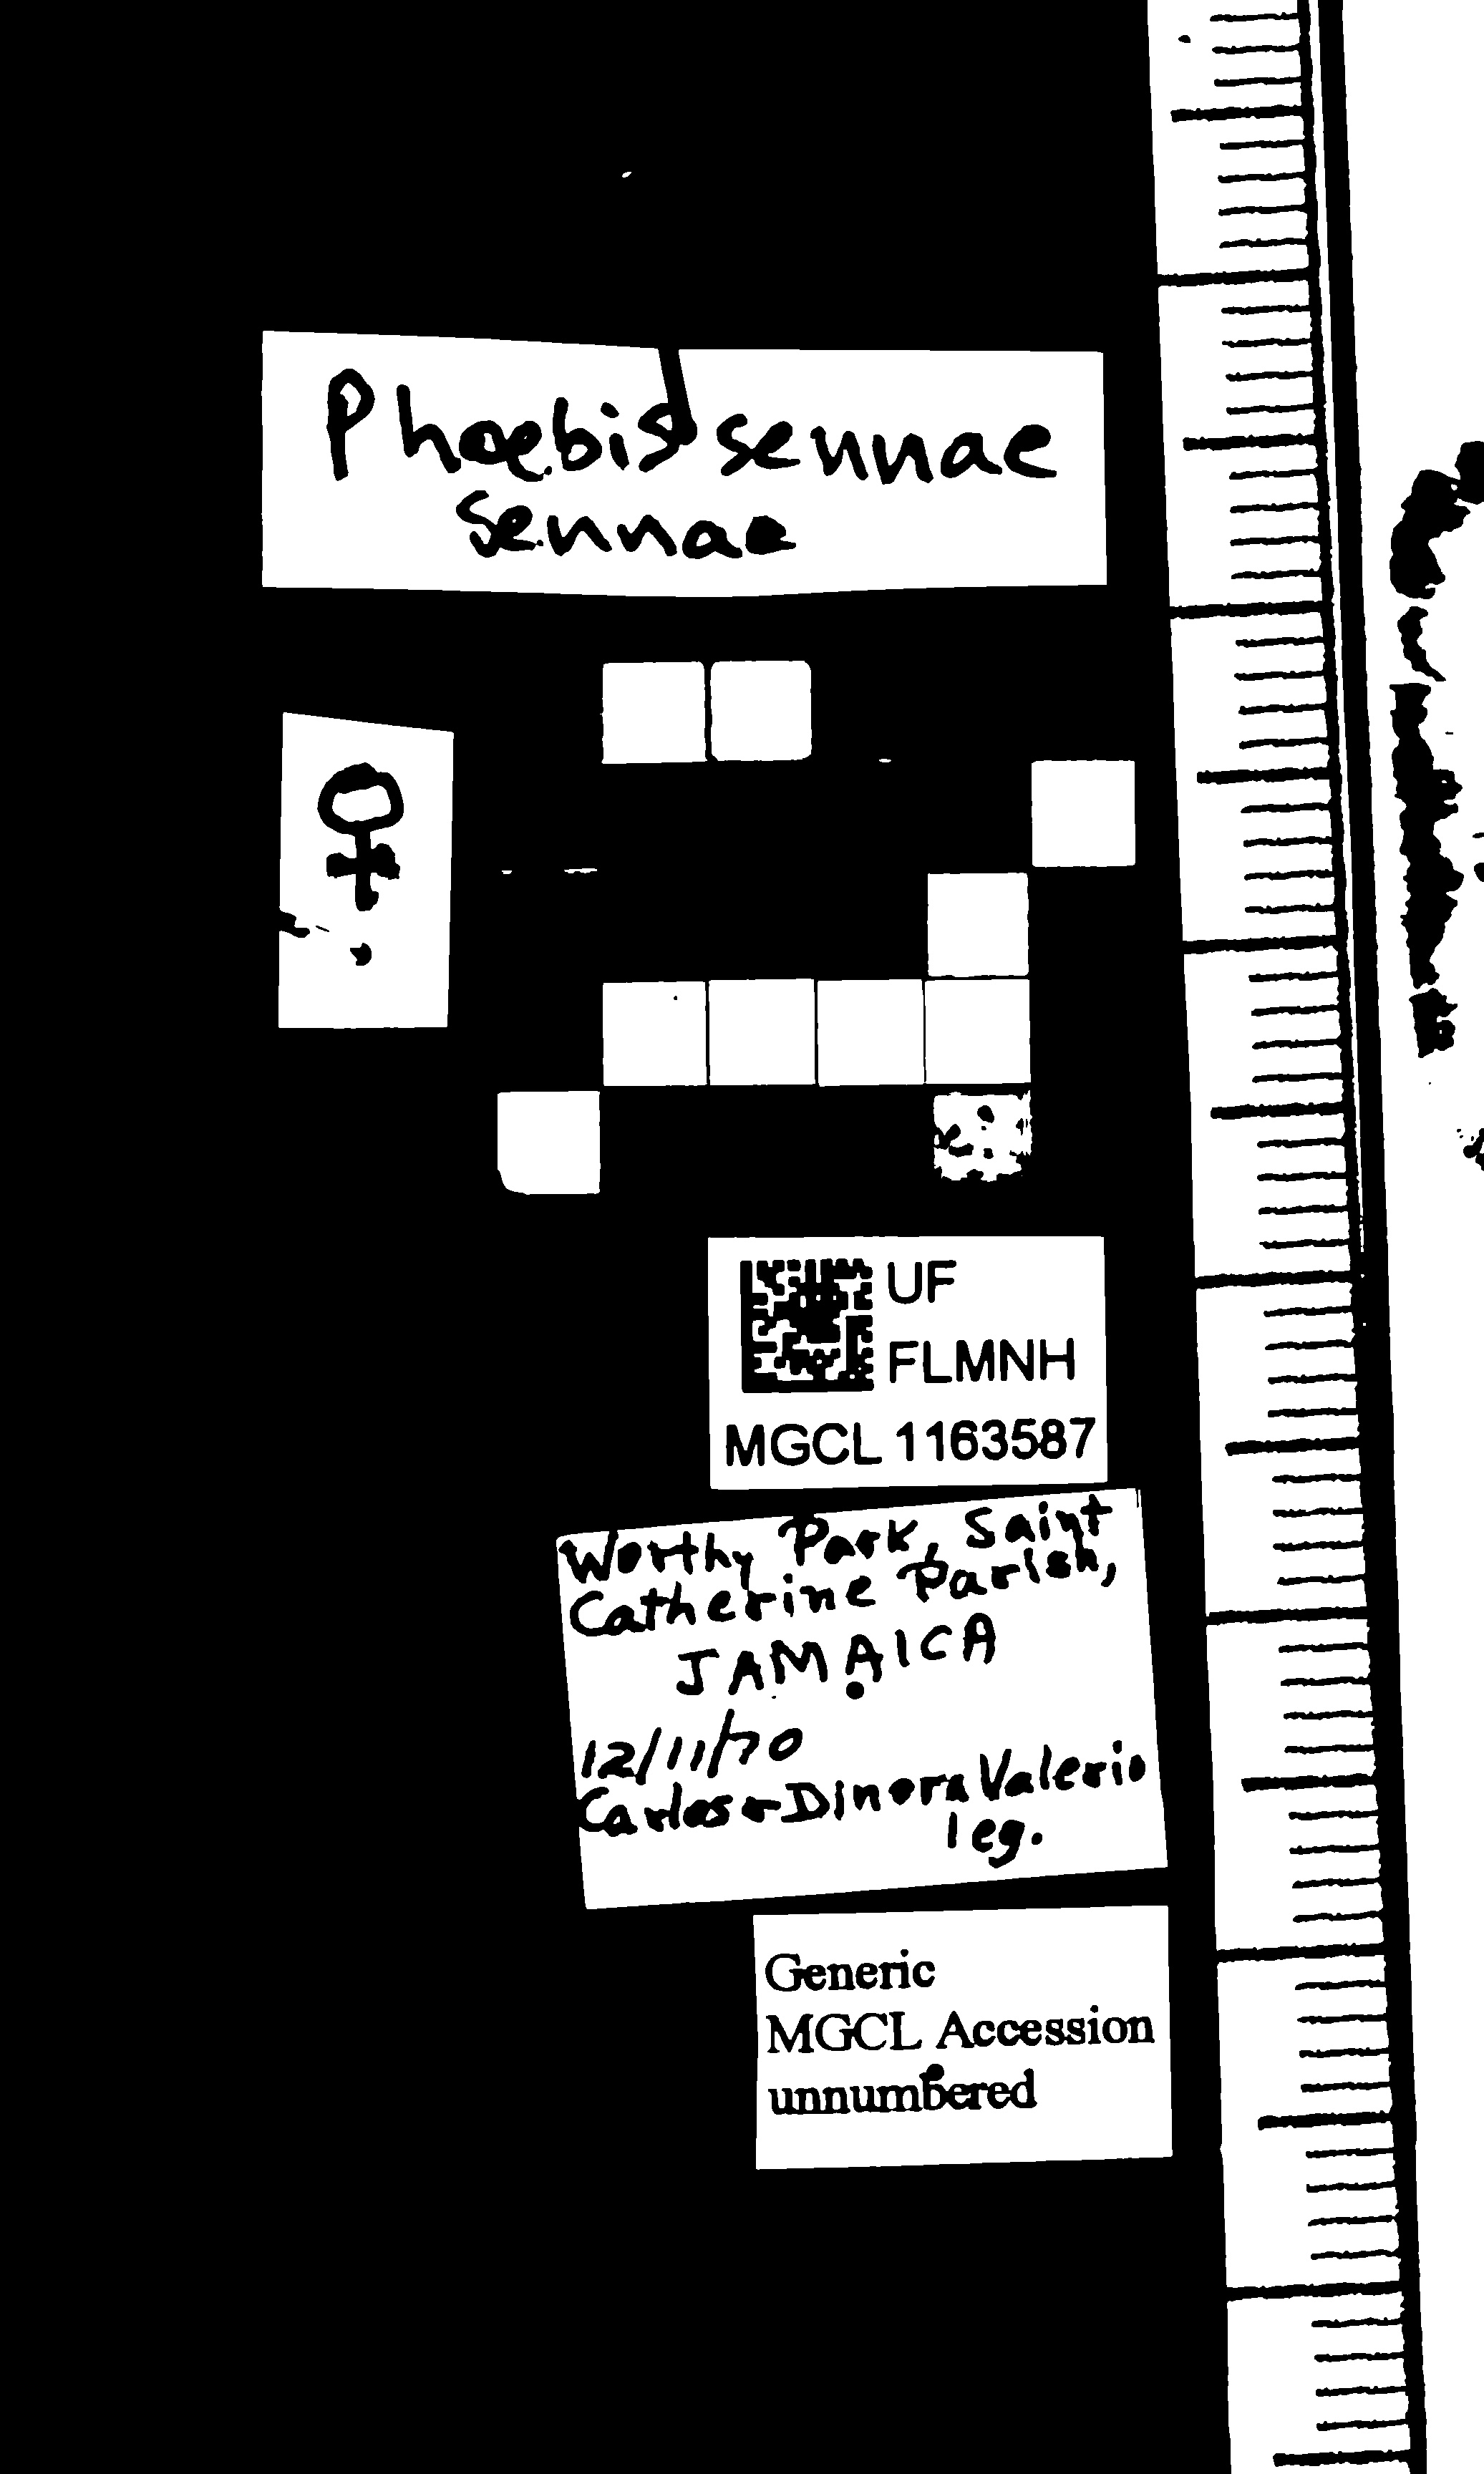 Phoebis sennae
sennae
♀
UF
FLMNH
MGCL 1163587
Worthy Park, Saint
Catherine Parish,
JAMAICA
12/11/70
Carlos & Dinora Valerio
leg.
Generic
MGCL Accession
unnumbered